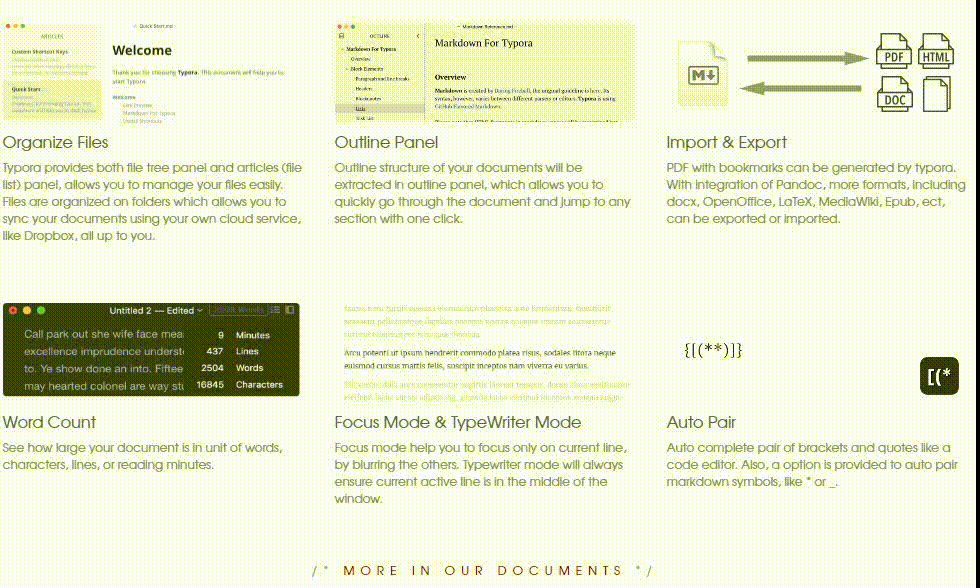 Quick Start.md
ARTICLES
Custom Shortcut Keys
Quick Start
Welcome
Thank you for choosing Typora. This document will help you to
start Typora.
Welcome
Live Preview
Markdown For Typora
Useful Shortcuts
Markdown Reference.md
OUTLINE
Markdown For Typora
Overview
Block Elements
Paragraph and line breaks
Headers
Blockquotes
Lists
Task List
Markdown For Typora
Overview
Markdown is created by Daring Fireball, the original guideline is here. Its
syntax, however, varies between different parsers or editors. Typora is using
GitHub Flavored Markdown.
M
PDF
HTML
DOC
Organize Files
Typora provides both file tree panel and articles (file
list) panel, allows you to manage your files easily.
Files are organized on folders which allows you to
sync your documents using your own cloud service,
like Dropbox, all up to you.
Outline Panel
Outline structure of your documents will be
extracted in outline panel, which allows you to
quickly go through the document and jump to any
section with one click.
Import & Export
PDF with bookmarks can be generated by typora.
With integration of Pandoc, more formats, including
docx, OpenOffice, LaTeX, MediaWiki, Epub, ect,
can be exported or imported.
Untitled 2 — Edited
Call park out she wife face mea
excellence imprudence underst
to. Ye show done an into. Fiftee
may hearted colonel are way stu
9 Minutes
437 Lines
2504 Words
16845 Characters
Arcu potenti ut ipsum hendrerit commodo platea risus, sodales litora neque
euismod cursus mattis felis, suscipit inceptos nam viverra eu varius.
{[(**)]}
[(*
Word Count
See how large your document is in unit of words,
characters, lines, or reading minutes.
Focus Mode & TypeWriter Mode
Focus mode help you to focus only on current line,
by blurring the others. Typewriter mode will always
ensure current active line is in the middle of the
window.
Auto Pair
Auto complete pair of brackets and quotes like a
code editor. Also, a option is provided to auto pair
markdown symbols, like * or _.
/* MORE IN OUR DOCUMENTS */